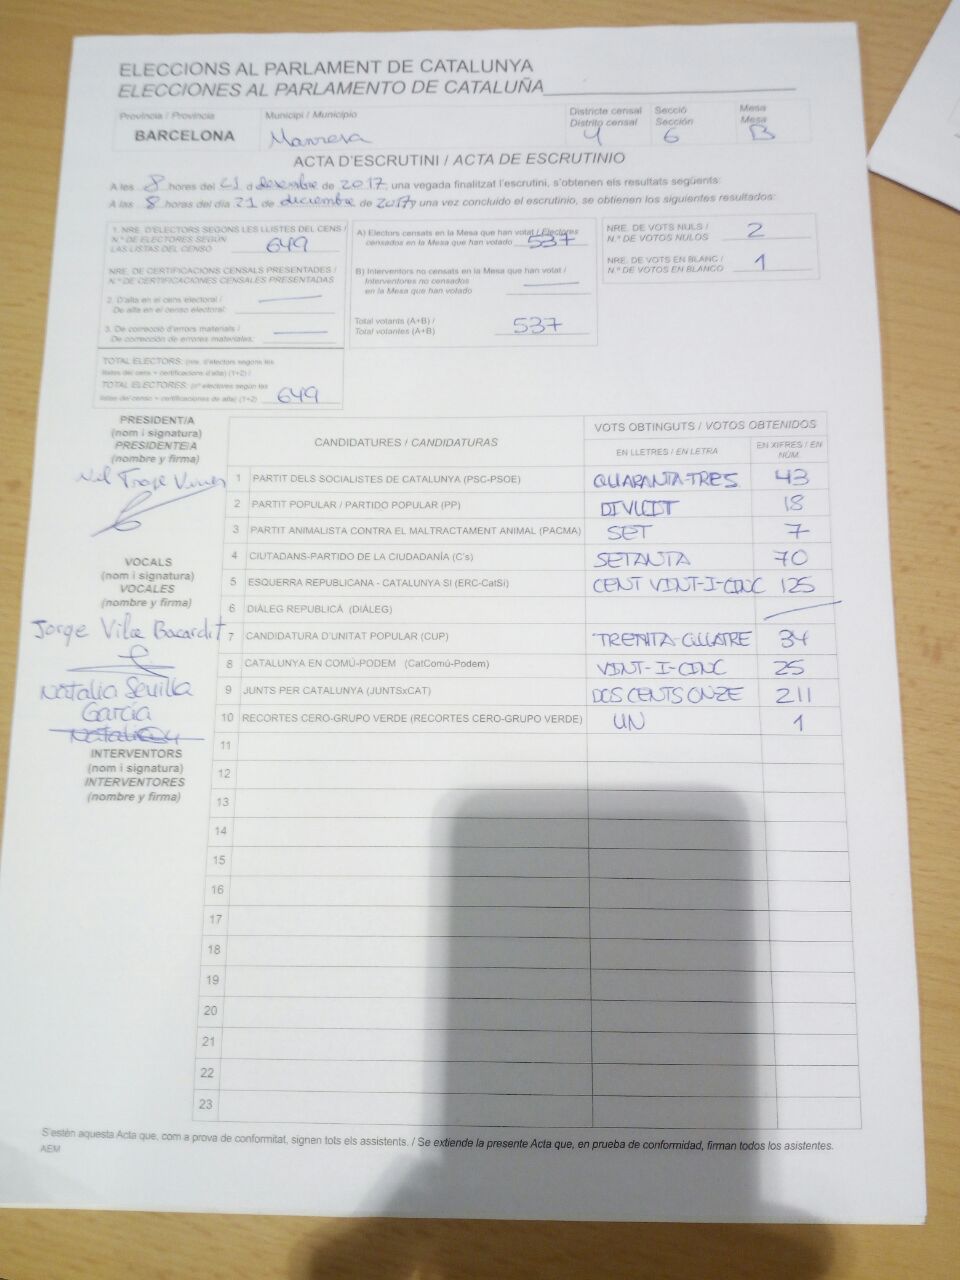 ELECCIONS AL PARLAMENT DE CATALUNYA
ELECCIONES AL PARLAMENTO DE CATALUÑA
Província / Provincia
BARCELONA
Municipi / Municipio
Manresa
Districte censal
Distrito censal
4
Secció
Sección
6
Mesa
Mesa
B
ACTA D'ESCRUTINI / ACTA DE ESCRUTINIO
A les 8 hores del 21 d desembre de 2017, una vegada finalitzat l'escrutini, s'obtenen els resultats següents:
A las 8 horas del día 21 de diciembre de 2017 y una vez concluido el escrutinio, se obtienen los siguientes resultados:
1. NRE. D'ELECTORS SEGONS LES LLISTES DEL CENS /
N.º DE ELECTORES SEGÚN
LAS LISTAS DEL CENSO 649
NRE. DE CERTIFICACIONS CENSALS PRESENTADES /
N.º DE CERTIFICACIONES CENSALES PRESENTADAS
2. D'alta en el cens electoral /
De alta en el censo electoral:
3. De correcció d'errors materials /
De corrección de errores materiales:
TOTAL ELECTORS: (nre. d'electors segons les
llistes del cens + certificacions d'alta) (1+2) /
TOTAL ELECTORES: (nº electores según las
listas del censo + certificaciones de alta) (1+2) 649
A) Electors censats en la Mesa que han votat / Electores
censados en la Mesa que han votado 537
B) Interventors no censats en la Mesa que han votat /
Interventores no censados
en la Mesa que han votado
Total votants (A+B) /
Total votantes (A+B) 537
NRE. DE VOTS NULS /
N.º DE VOTOS NULOS 2
NRE. DE VOTS EN BLANC /
N.º DE VOTOS EN BLANCO 1
PRESIDENT/A
(nom i signatura)
PRESIDENTE/A
(nombre y firma)
VOCALS
(nom i signatura)
VOCALES
(nombre y firma)
Jorge Vila Bacardit
Natalia Sevilla
García
INTERVENTORS
(nom i signatura)
INTERVENTORES
(nombre y firma)
CANDIDATURES / CANDIDATURAS
VOTS OBTINGUTS / VOTOS OBTENIDOS
EN LLETRES / EN LETRA
EN XIFRES / EN
NÚM.
1 PARTIT DELS SOCIALISTES DE CATALUNYA (PSC-PSOE) QUARANTA-TRES 43
2 PARTIT POPULAR / PARTIDO POPULAR (PP) DIVUIT 18
3 PARTIT ANIMALISTA CONTRA EL MALTRACTAMENT ANIMAL (PACMA) SET 7
4 CIUTADANS-PARTIDO DE LA CIUDADANÍA (C's) SETANTA 70
5 ESQUERRA REPUBLICANA - CATALUNYA SI (ERC-CatSí) CENT VINT-I-CINC 125
6 DIÀLEG REPUBLICÀ (DIÀLEG)
7 CANDIDATURA D'UNITAT POPULAR (CUP) TRENTA-QUATRE 34
8 CATALUNYA EN COMÚ-PODEM (CatComú-Podem) VINT-I-CINC 25
9 JUNTS PER CATALUNYA (JUNTSxCAT) DOS CENTS ONZE 211
10 RECORTES CERO-GRUPO VERDE (RECORTES CERO-GRUPO VERDE) UN 1
11
12
13
14
15
16
17
18
19
20
21
22
23
S'estén aquesta Acta que, com a prova de conformitat, signen tots els assistents. / Se extiende la presente Acta que, en prueba de conformidad, firman todos los asistentes.
AEM